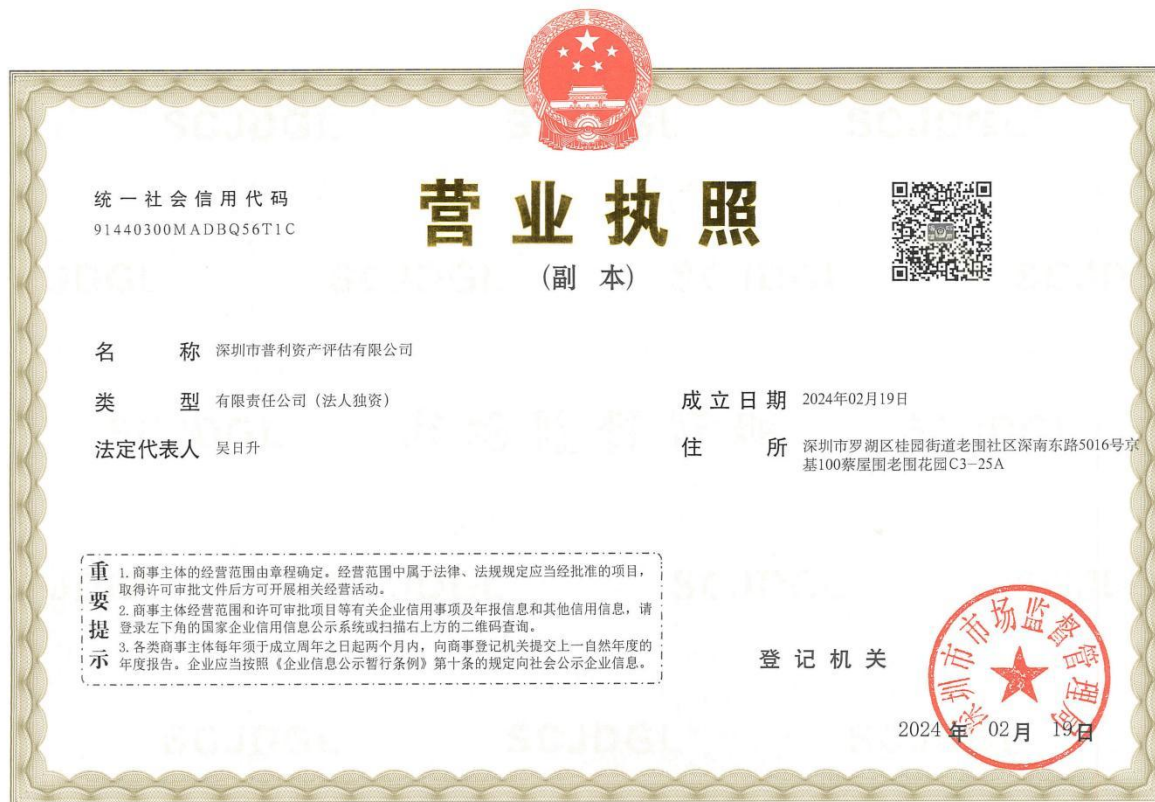 统一社会信用代码
91440300MADBQ56T1C
营业执照
(副 本)
名 称 深圳市普利资产评估有限公司
类 型 有限责任公司（法人独资）
法定代表人 吴日升
成立日期 2024年02月19日
住 所 深圳市罗湖区桂园街道老围社区深南东路5016号京
基100蔡屋围老围花园C3-25A
重要提示
1. 商事主体的经营范围由章程确定。经营范围中属于法律、法规规定应当经批准的项目，
取得许可审批文件后方可开展相关经营活动。
2. 商事主体经营范围和许可审批项目等有关企业信用事项及年报信息和其他信用信息，请
登录左下角的国家企业信用信息公示系统或扫描右上方的二维码查询。
3. 各类商事主体每年须于成立周年之日起两个月内，向商事登记机关提交上一自然年度的
年度报告。企业应当按照《企业信息公示暂行条例》第十条的规定向社会公示企业信息。
登记机关
深圳市市场监督管理局
2024 年 02 月 19 日